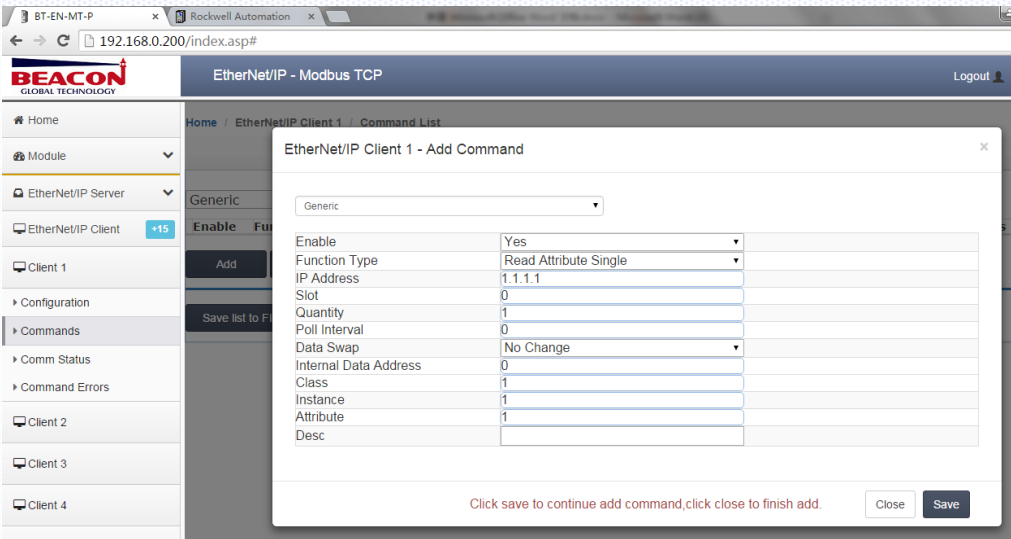 BT-EN-MT-P
Rockwell Automation
192.168.0.200/index.asp#
BEACON
GLOBAL TECHNOLOGY
EtherNet/IP - Modbus TCP
Logout
Home
Module
EtherNet/IP Server
EtherNet/IP Client +15
Client 1
Configuration
Commands
Comm Status
Command Errors
Client 2
Client 3
Client 4
Home / EtherNet/IP Client 1 / Command List
Generic
Enable Fu
Add
Save list to Fl
EtherNet/IP Client 1 - Add Command ×
Generic
Enable Yes
Function Type Read Attribute Single
IP Address 1.1.1.1
Slot 0
Quantity 1
Poll Interval 0
Data Swap No Change
Internal Data Address 0
Class 1
Instance 1
Attribute 1
Desc
Click save to continue add command,click close to finish add.
Close Save